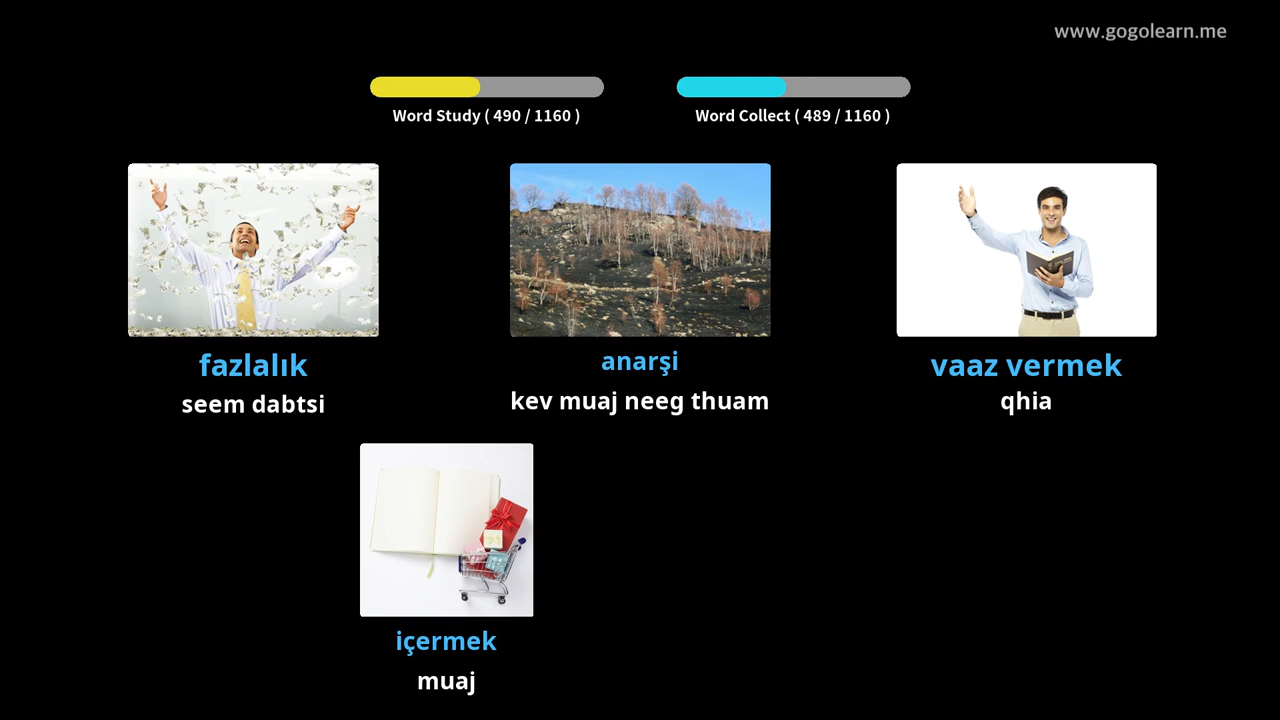 www.gogolearn.me
Word Study ( 490 / 1160 )
Word Collect ( 489 / 1160 )
fazlalık
seem dabtsi
anarşi
kev muaj neeg thuam
vaaz vermek
qhia
içermek
muaj